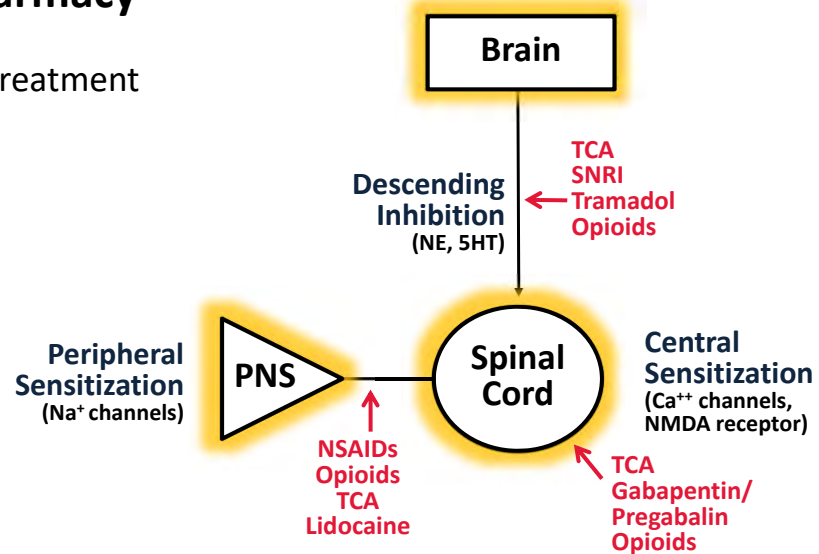 armacy
reatment
Brain
TCA
SNRI
Tramadol
Opioids
Descending
Inhibition
(NE, 5HT)
Peripheral
Sensitization
(Na⁺ channels)
PNS
Spinal
Cord
Central
Sensitization
(Ca⁺⁺ channels,
NMDA receptor)
NSAIDs
Opioids
TCA
Lidocaine
TCA
Gabapentin/
Pregabalin
Opioids